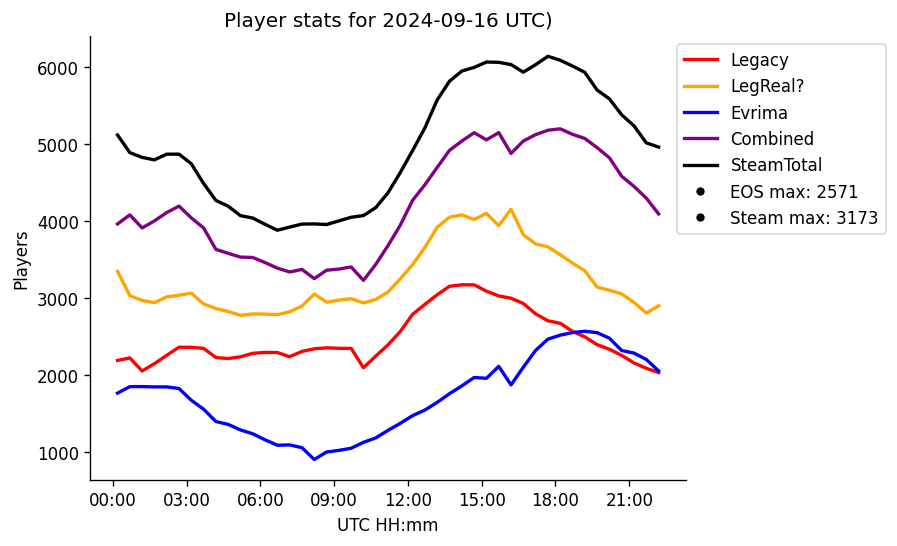 Player stats for 2024-09-16 UTC)
Legacy
LegReal?
Evrima
Combined
SteamTotal
EOS max: 2571
Steam max: 3173
Players
6000
5000
4000
3000
2000
1000
00:00 03:00 06:00 09:00 12:00 15:00 18:00 21:00
UTC HH:mm